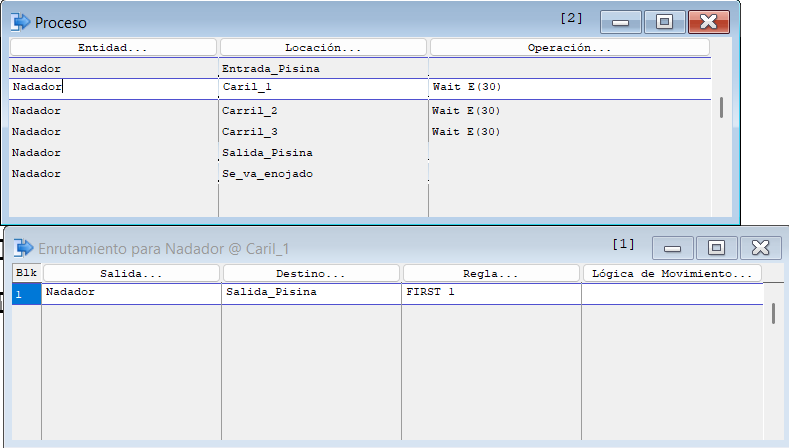 Proceso [2]
Entidad... Locación... Operación...
Nadador Entrada_Pisina
Nadador Caril_1 Wait E(30)
Nadador Carril_2 Wait E(30)
Nadador Carril_3 Wait E(30)
Nadador Salida_Pisina
Nadador Se_va_enojado
Enrutamiento para Nadador @ Caril_1 [1]
Blk Salida... Destino... Regla... Lógica de Movimiento...
1 Nadador Salida_Pisina FIRST 1